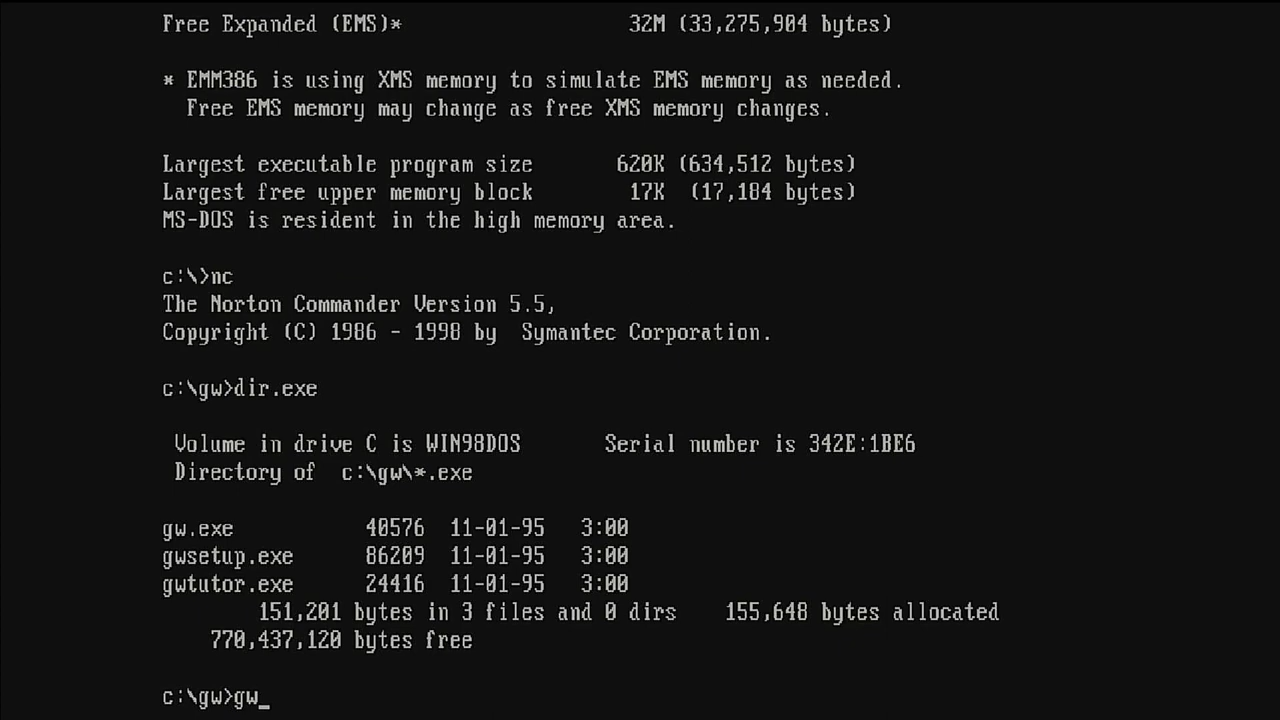 Free Expanded (EMS)* 32M (33,275,904 bytes)
* EMM386 is using XMS memory to simulate EMS memory as needed.
Free EMS memory may change as free XMS memory changes.
Largest executable program size 620K (634,512 bytes)
Largest free upper memory block 17K (17,184 bytes)
MS-DOS is resident in the high memory area.
c:\>nc
The Norton Commander Version 5.5,
Copyright (C) 1986 - 1998 by Symantec Corporation.
c:\gw>dir.exe
Volume in drive C is WIN98DOS Serial number is 342E:1BE6
Directory of c:\gw\*.exe
gw.exe 40576 11-01-95 3:00
gwsetup.exe 86209 11-01-95 3:00
gwtutor.exe 24416 11-01-95 3:00
151,201 bytes in 3 files and 0 dirs 155,648 bytes allocated
770,437,120 bytes free
c:\gw>gw_